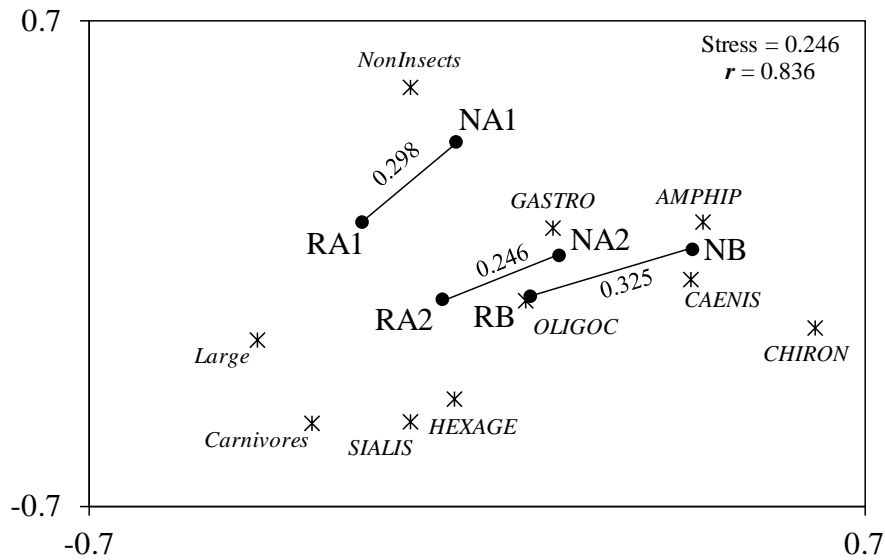 0.7
Stress = 0.246
r = 0.836
NonInsects
NA1
0.298
RA1
GASTRO
AMPHIP
NA2
NB
0.246
0.325
RA2
RB
OLIGOC
CAENIS
CHIRON
Large
Carnivores
SIALIS
HEXAGE
-0.7
-0.7
0.7